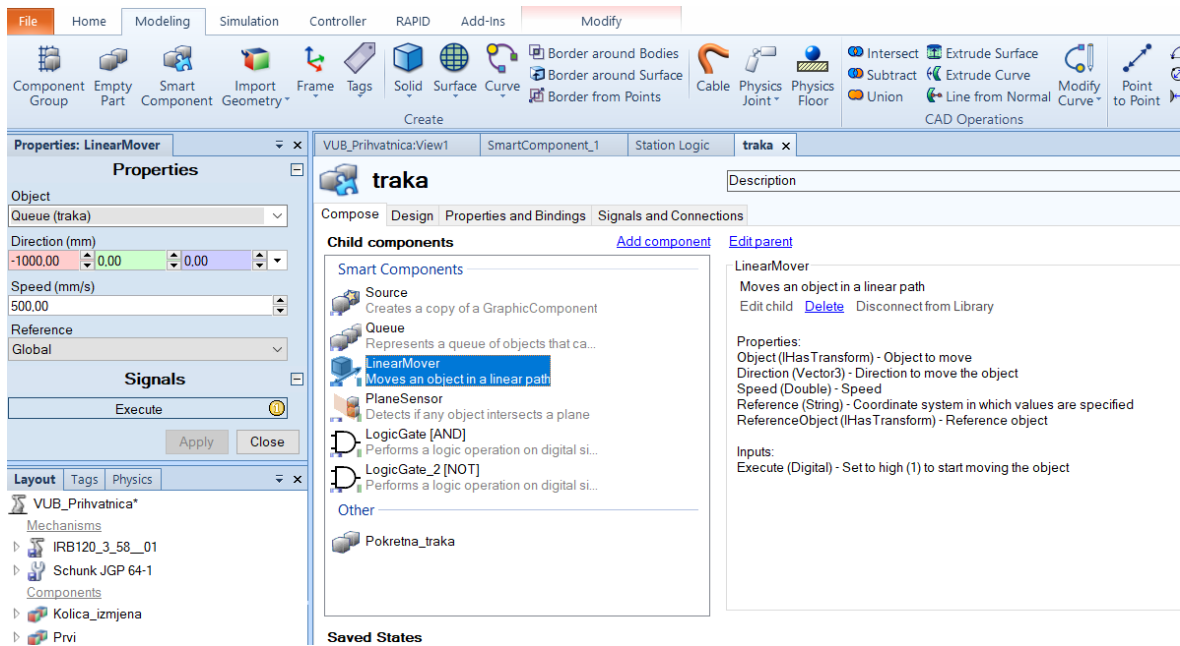 File Home Modeling Simulation Controller RAPID Add-Ins Modify
Component Group
Empty Part
Smart Component
Import Geometry
Frame
Tags
Solid
Surface
Curve
Border around Bodies
Border around Surface
Border from Points
Cable
Physics Joint
Physics Floor
Intersect
Subtract
Union
Extrude Surface
Extrude Curve
Line from Normal
Modify Curve
Point to Point
Create
CAD Operations
Properties: LinearMover
Properties
Object
Queue (traka)
Direction (mm)
-1000,00 0,00 0,00
Speed (mm/s)
500,00
Reference
Global
Signals
Execute
Apply Close
Layout Tags Physics
VUB_Prihvatnica*
Mechanisms
IRB120_3_58__01
Schunk JGP 64-1
Components
Kolica_izmjena
Prvi
VUB_Prihvatnica:View1 SmartComponent_1 Station Logic traka
traka
Description
Compose Design Properties and Bindings Signals and Connections
Child components Add component Edit parent
Smart Components
Source
Creates a copy of a GraphicComponent
Queue
Represents a queue of objects that ca...
LinearMover
Moves an object in a linear path
PlaneSensor
Detects if any object intersects a plane
LogicGate [AND]
Performs a logic operation on digital si...
LogicGate_2 [NOT]
Performs a logic operation on digital si...
Other
Pokretna_traka
Saved States
LinearMover
Moves an object in a linear path
Edit child Delete Disconnect from Library
Properties:
Object (IHasTransform) - Object to move
Direction (Vector3) - Direction to move the object
Speed (Double) - Speed
Reference (String) - Coordinate system in which values are specified
ReferenceObject (IHasTransform) - Reference object
Inputs:
Execute (Digital) - Set to high (1) to start moving the object